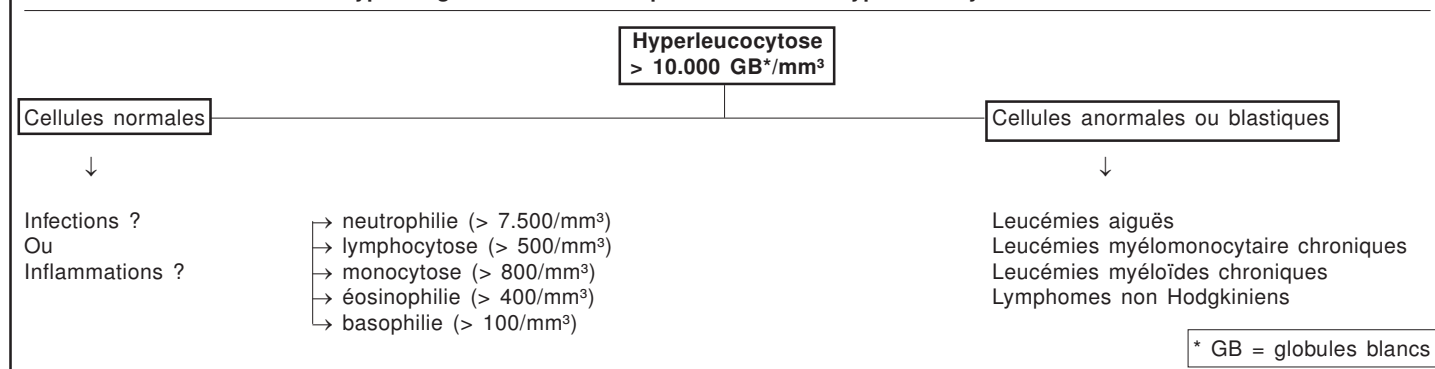 Hyperleucocytose
> 10.000 GB*/mm³
Cellules normales
Cellules anormales ou blastiques
↓
↓
Infections ?
Ou
Inflammations ?
→ neutrophilie (> 7.500/mm³)
→ lymphocytose (> 500/mm³)
→ monocytose (> 800/mm³)
→ éosinophilie (> 400/mm³)
→ basophilie (> 100/mm³)
Leucémies aiguës
Leucémies myélomonocytaire chroniques
Leucémies myéloïdes chroniques
Lymphomes non Hodgkiniens
* GB = globules blancs